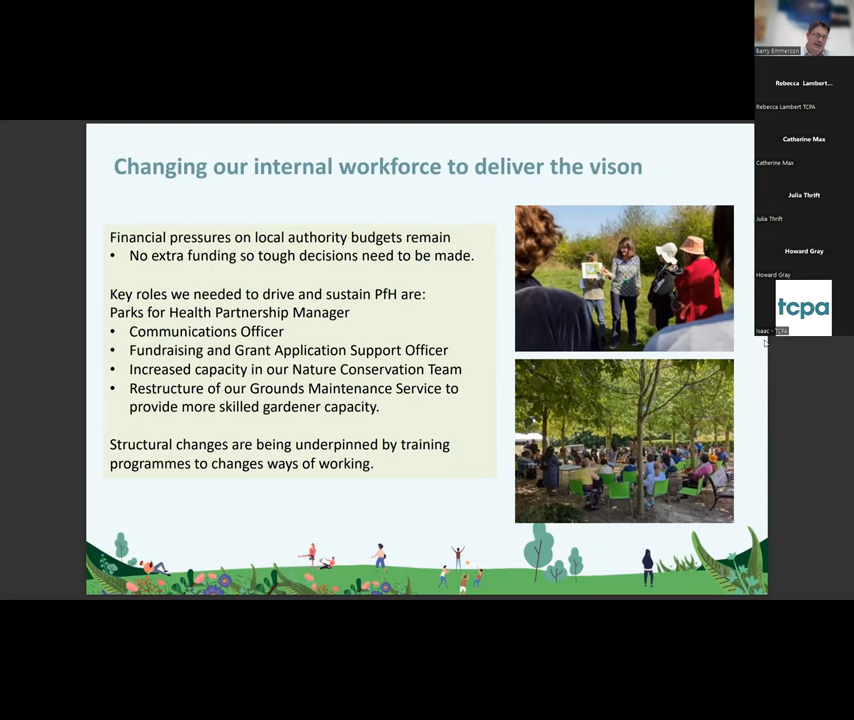 Barry Emmerson
Rebecca Lambert...
Rebecca Lambert TCPA
Catherine Max
Catherine Max
Julia Thrift
Julia Thrift
Howard Gray
Howard Gray
tcpa
Isaac - TCPA
Changing our internal workforce to deliver the vison
Financial pressures on local authority budgets remain
• No extra funding so tough decisions need to be made.
Key roles we needed to drive and sustain PfH are:
Parks for Health Partnership Manager
• Communications Officer
• Fundraising and Grant Application Support Officer
• Increased capacity in our Nature Conservation Team
• Restructure of our Grounds Maintenance Service to
provide more skilled gardener capacity.
Structural changes are being underpinned by training
programmes to changes ways of working.